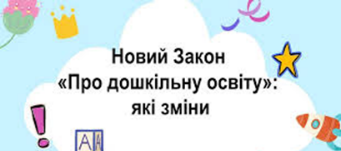 Новий Закон
«Про дошкільну освіту»:
які зміни
A